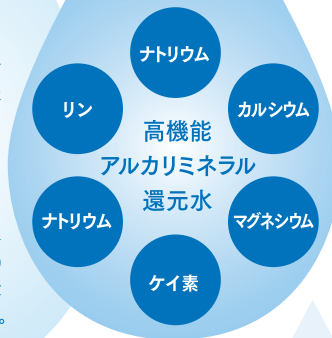 ナトリウム
リン
カルシウム
高機能
アルカリミネラル
還元水
ナトリウム
マグネシウム
ケイ素
。